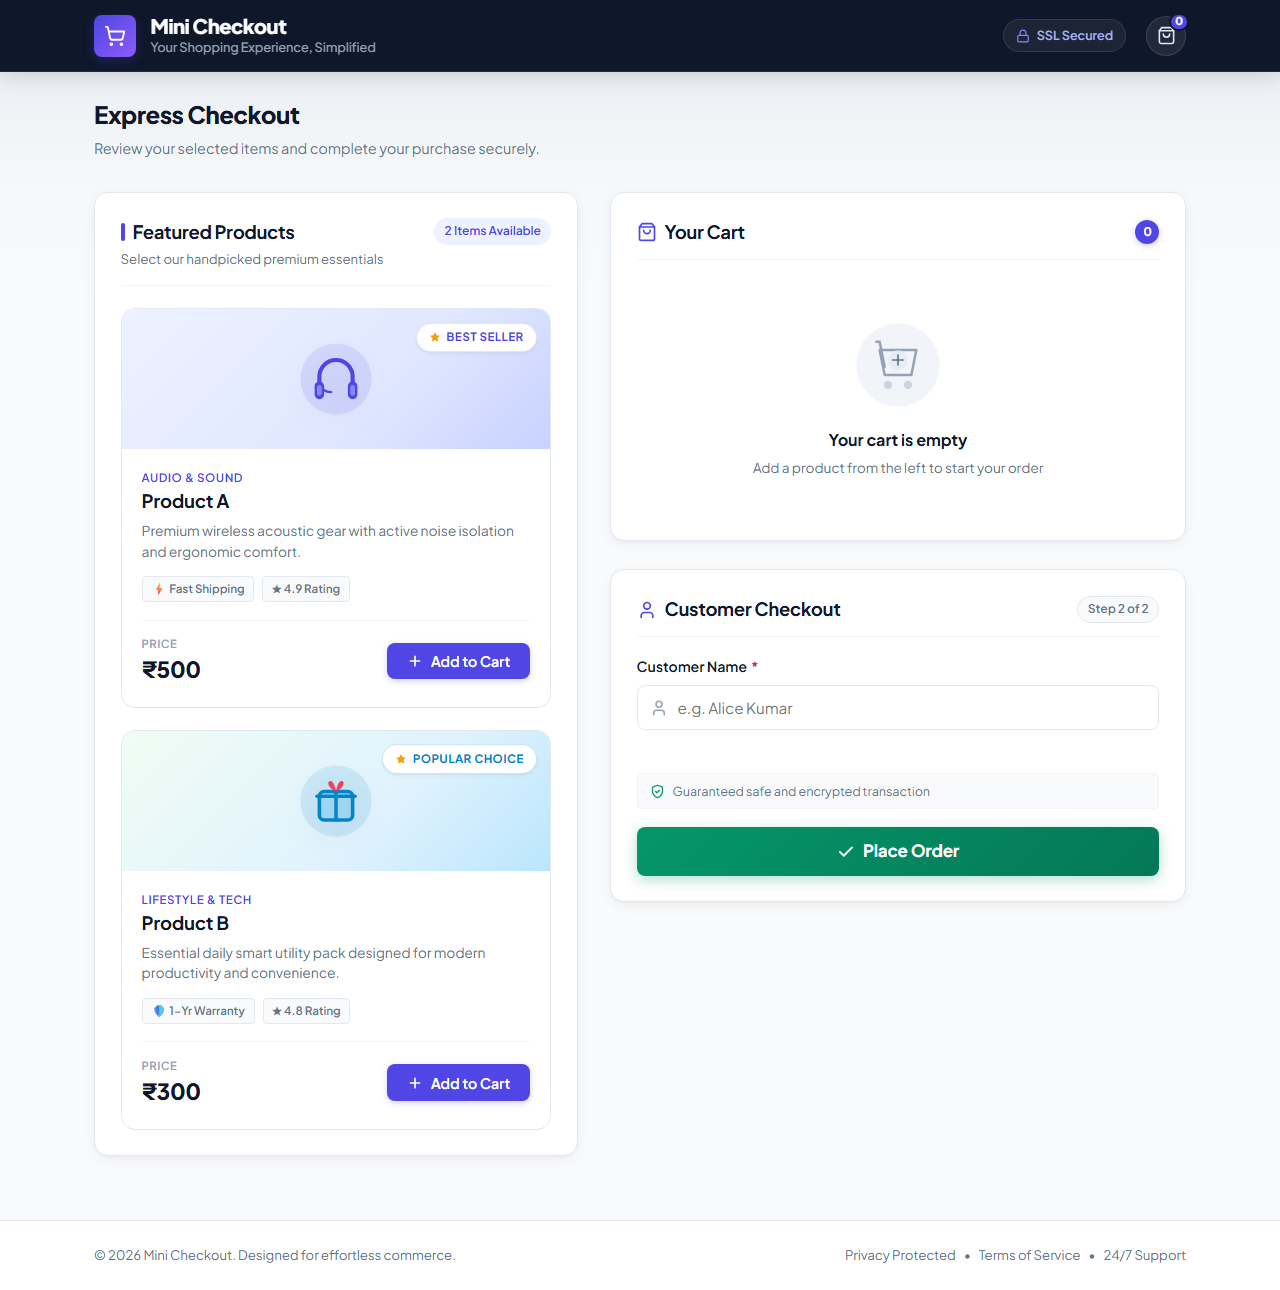 Mini Checkout
Your Shopping Experience, Simplified
SSL Secured
0
Express Checkout
Review your selected items and complete your purchase securely.
Featured Products
2 Items Available
Select our handpicked premium essentials
★ BEST SELLER
AUDIO & SOUND
Product A
Premium wireless acoustic gear with active noise isolation
and ergonomic comfort.
⚡ Fast Shipping
★ 4.9 Rating
PRICE
₹500
+ Add to Cart
★ POPULAR CHOICE
LIFESTYLE & TECH
Product B
Essential daily smart utility pack designed for modern
productivity and convenience.
1-Yr Warranty
★ 4.8 Rating
PRICE
₹300
+ Add to Cart
Your Cart
0
Your cart is empty
Add a product from the left to start your order
Customer Checkout
Step 2 of 2
Customer Name *
e.g. Alice Kumar
Guaranteed safe and encrypted transaction
✓ Place Order
© 2026 Mini Checkout. Designed for effortless commerce.
Privacy Protected • Terms of Service • 24/7 Support